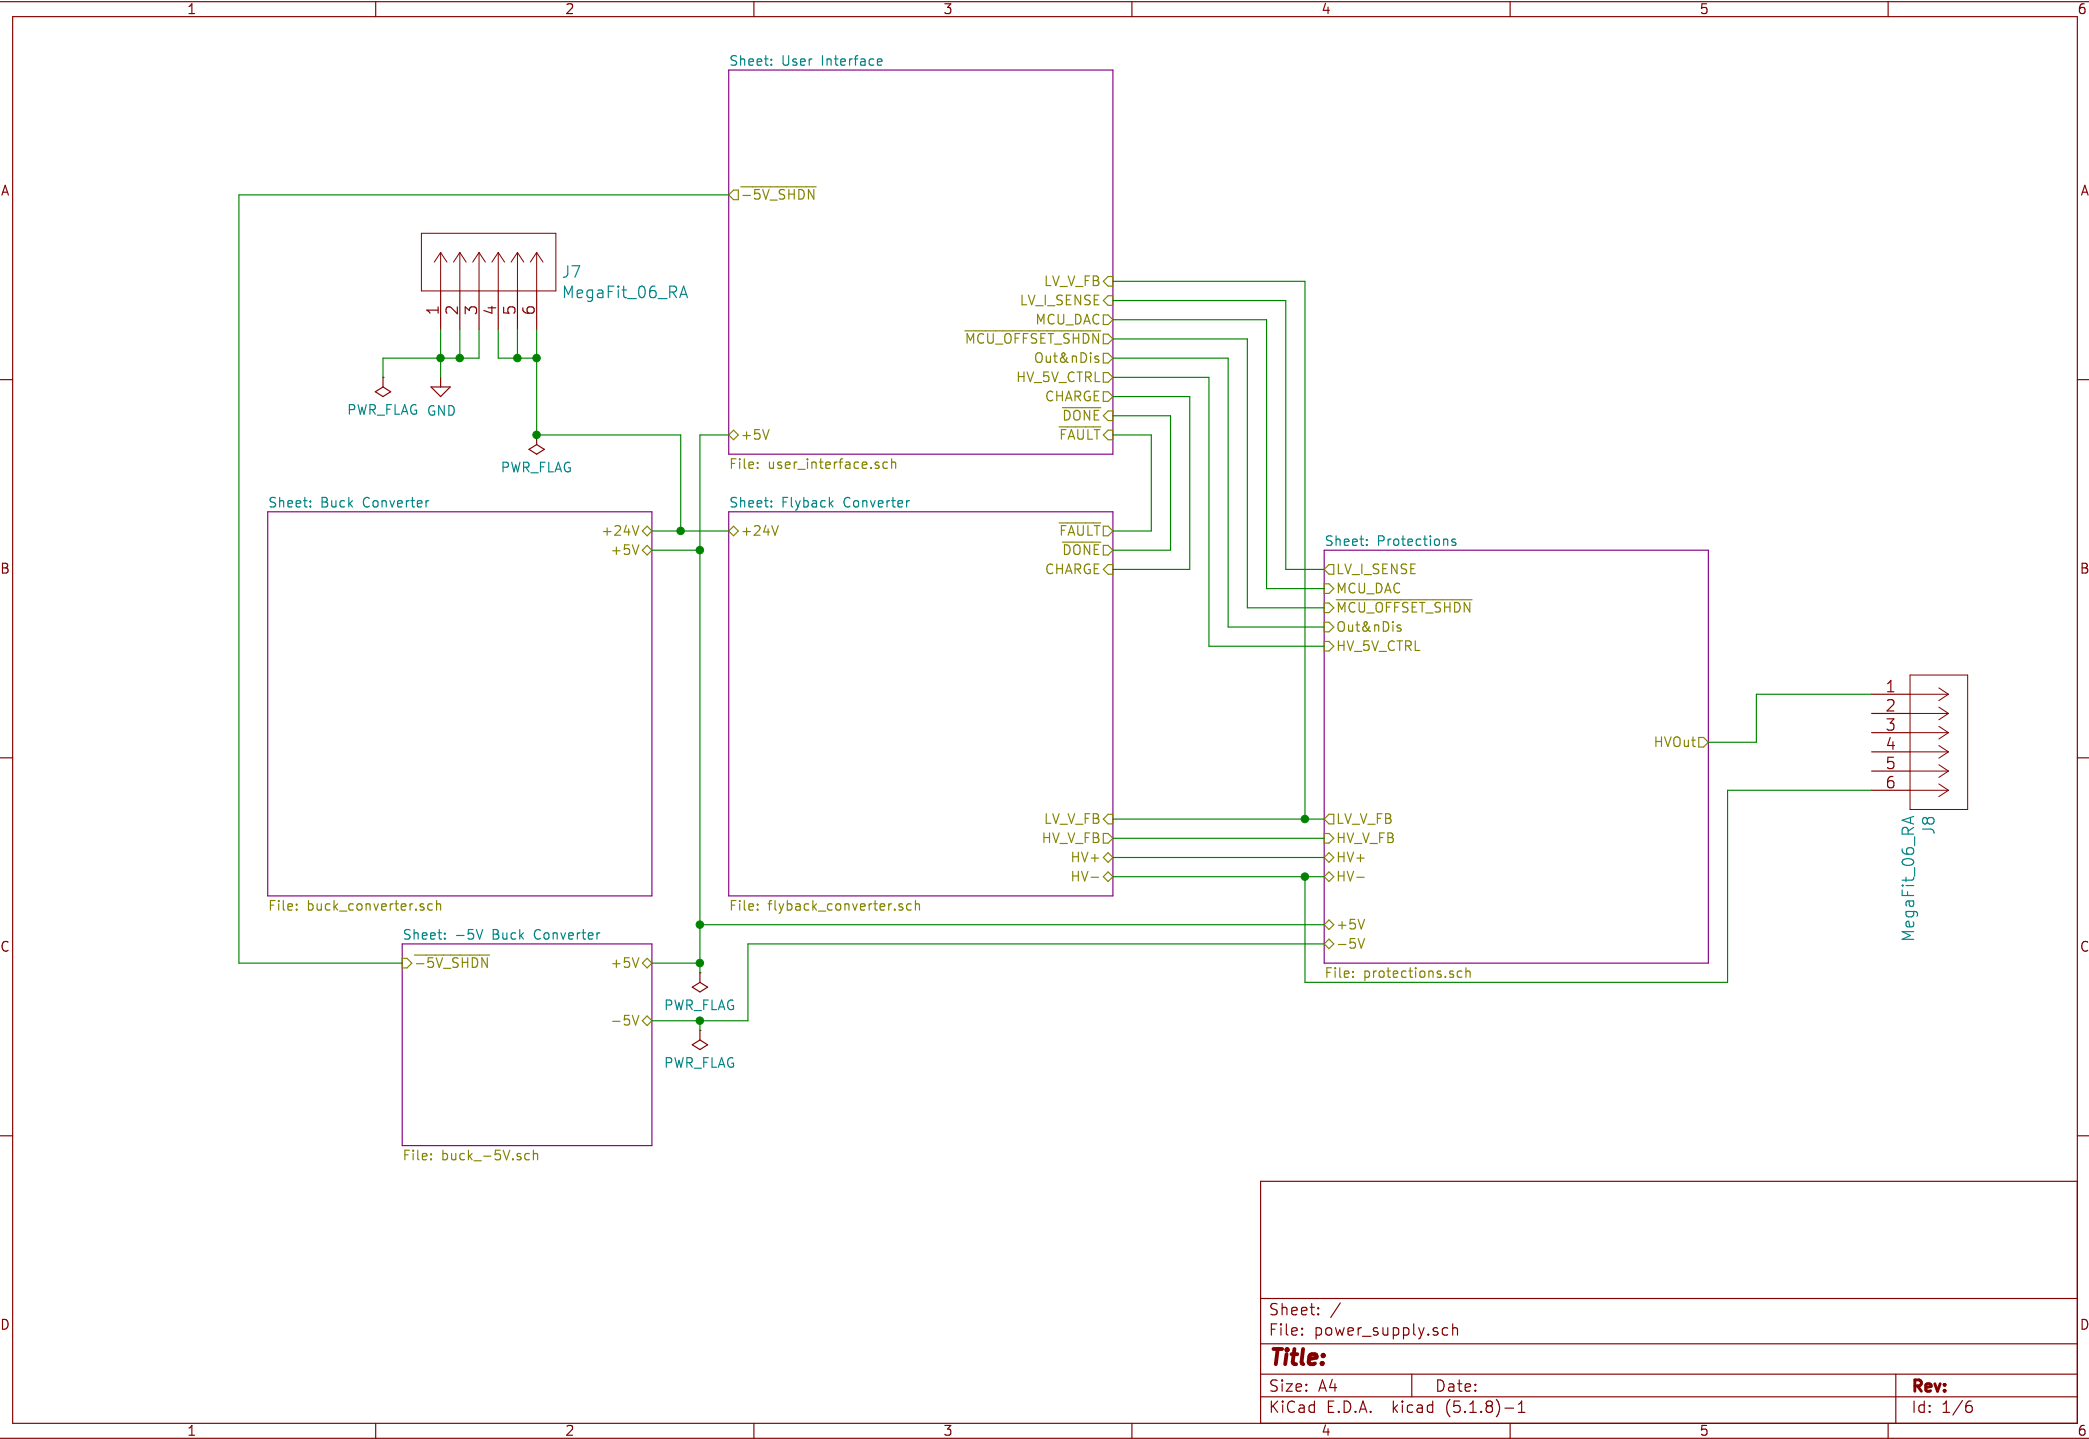 1 2 3 4 5 6
Sheet: User Interface
A A
-5V_SHDN
J7
MegaFit_06_RA
1 2 3 4 5 6
LV_V_FB
LV_I_SENSE
MCU_DAC
MCU_OFFSET_SHDN
Out&nDis
HV_5V_CTRL
CHARGE
DONE
FAULT
+5V
PWR_FLAG
GND
PWR_FLAG
File: user_interface.sch
Sheet: Buck Converter
+24V
+5V
File: buck_converter.sch
Sheet: Flyback Converter
+24V
FAULT
DONE
CHARGE
LV_V_FB
HV_V_FB
HV+
HV-
File: flyback_converter.sch
B B
Sheet: Protections
LV_I_SENSE
MCU_DAC
MCU_OFFSET_SHDN
Out&nDis
HV_5V_CTRL
HVOut
LV_V_FB
HV_V_FB
HV+
HV-
+5V
-5V
File: protections.sch
1
2
3
4
5
6
J8
MegaFit_06_RA
C C
Sheet: -5V Buck Converter
-5V_SHDN
+5V
-5V
PWR_FLAG
PWR_FLAG
File: buck_-5V.sch
D D
Sheet: /
File: power_supply.sch
Title:
Size: A4
Date:
Rev:
KiCad E.D.A. kicad (5.1.8)-1
Id: 1/6
1 2 3 4 5 6